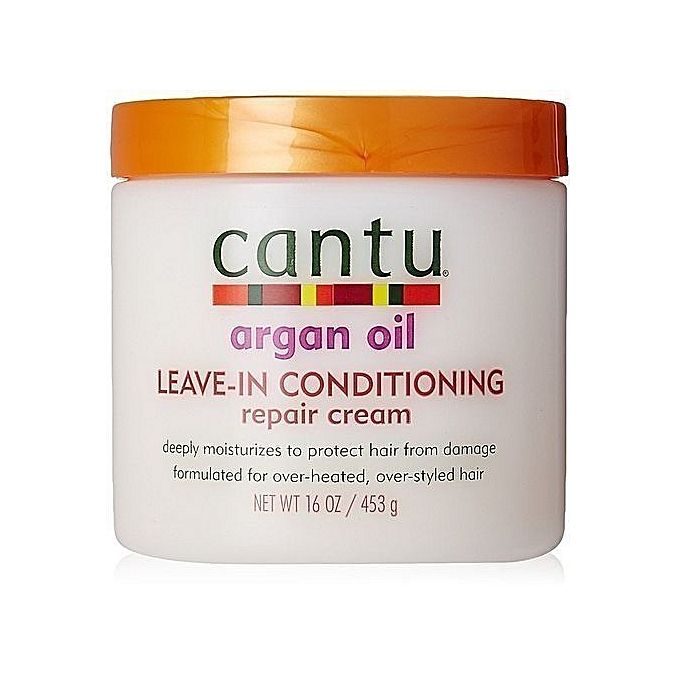 cantu®
argan oil
LEAVE-IN CONDITIONING
repair cream
deeply moisturizes to protect hair from damage
formulated for over-heated, over-styled hair
NET WT 16 OZ / 453 g